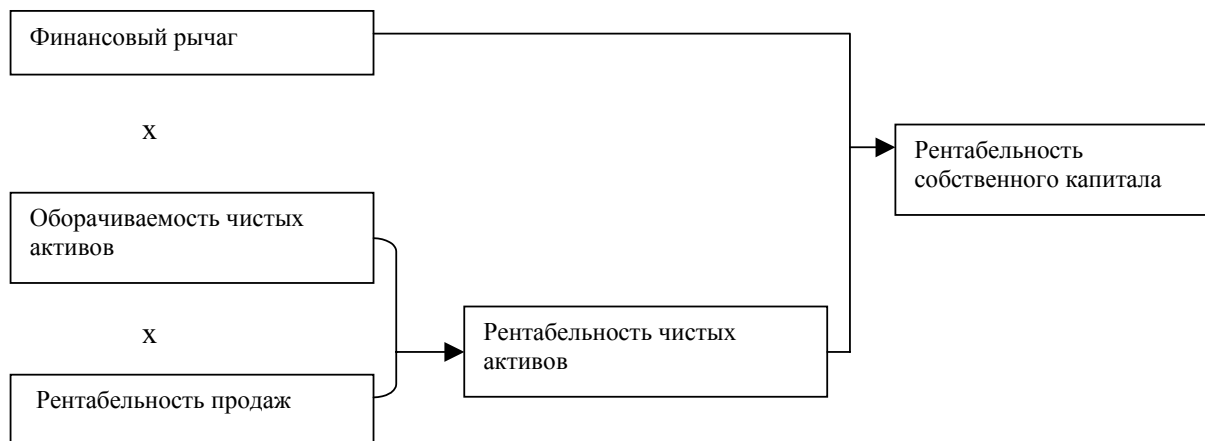 Финансовый рычаг
х
Рентабельность
собственного капитала
Оборачиваемость чистых
активов
х
Рентабельность чистых
активов
Рентабельность продаж